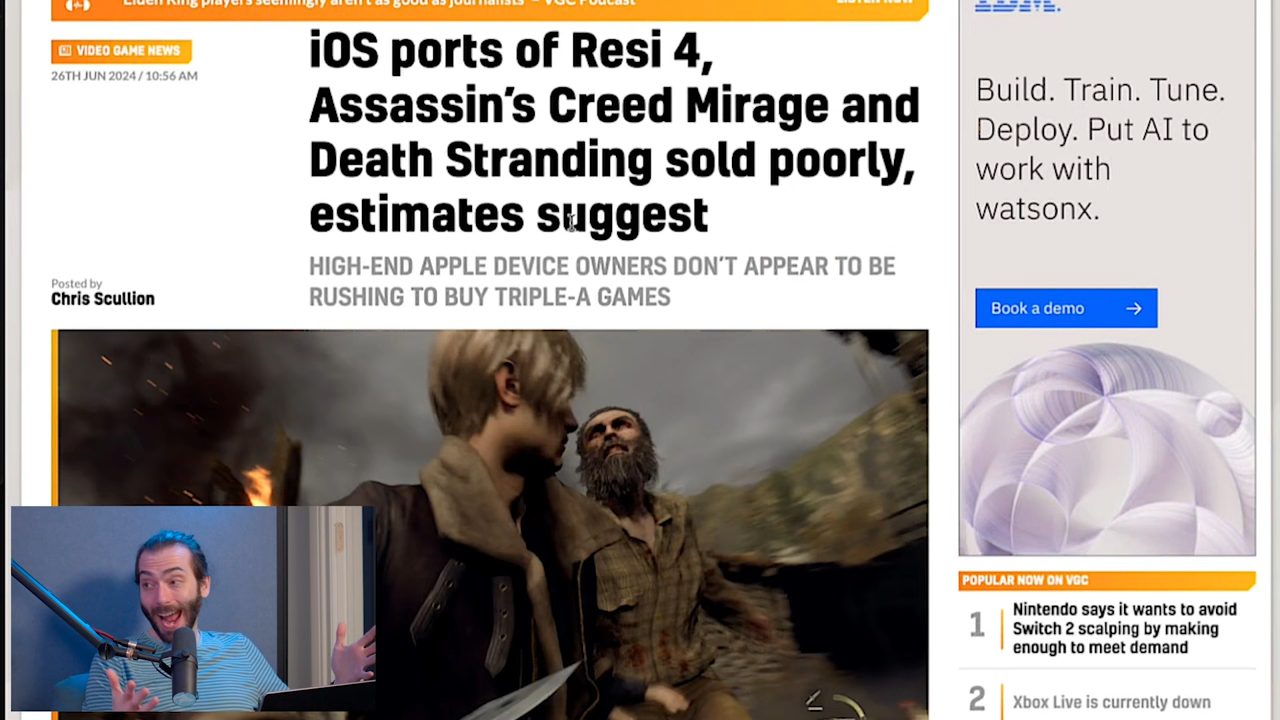 Elden Ring players seemingly aren't as good as journalists' – VGC Podcast
LISTEN NOW
VIDEO GAME NEWS
26TH JUN 2024 / 10:56 AM
iOS ports of Resi 4,
Assassin's Creed Mirage and
Death Stranding sold poorly,
estimates suggest
HIGH-END APPLE DEVICE OWNERS DON'T APPEAR TO BE
RUSHING TO BUY TRIPLE-A GAMES
Posted by
Chris Scullion
IBM.
Build. Train. Tune.
Deploy. Put AI to
work with
watsonx.
Book a demo
POPULAR NOW ON VGC
1
Nintendo says it wants to avoid
Switch 2 scalping by making
enough to meet demand
2
Xbox Live is currently down